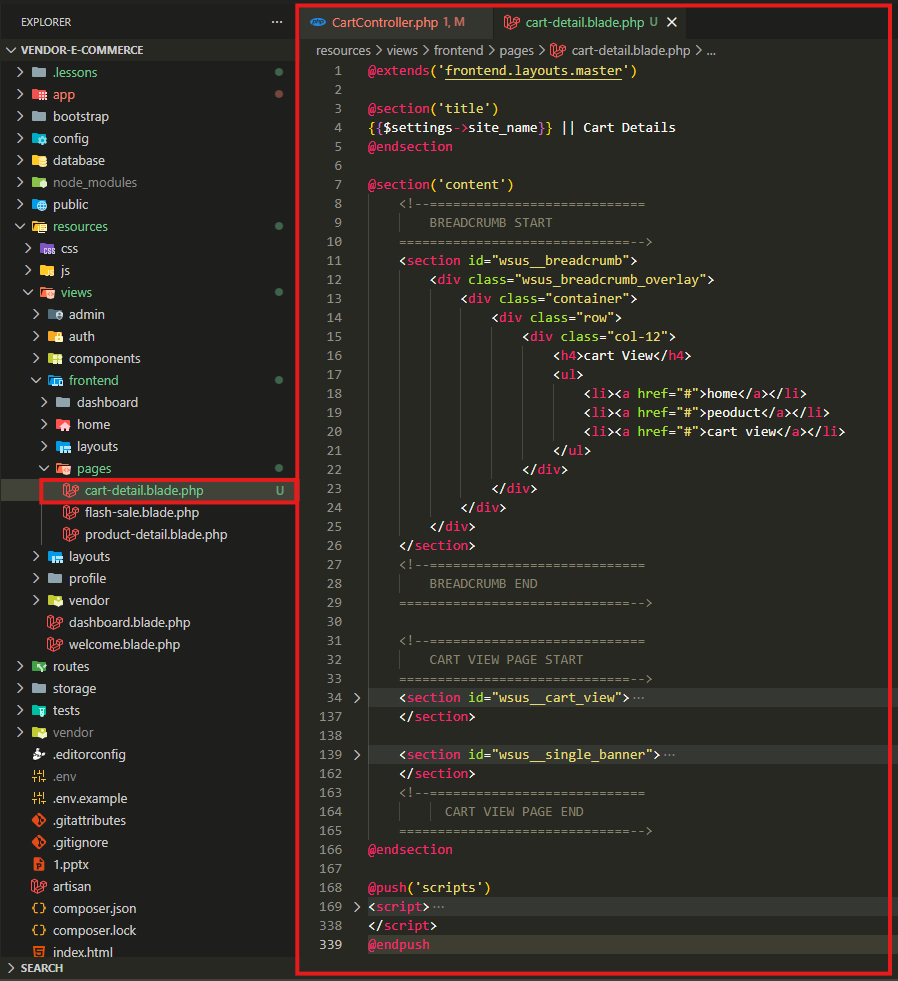 EXPLORER ···
VENDOR-E-COMMERCE
.lessons
app
bootstrap
config
database
node_modules
public
resources
css
js
views
admin
auth
components
frontend
dashboard
home
layouts
pages
cart-detail.blade.php U
flash-sale.blade.php
product-detail.blade.php
layouts
profile
vendor
dashboard.blade.php
welcome.blade.php
routes
storage
tests
vendor
.editorconfig
.env
.env.example
.gitattributes
.gitignore
1.pptx
artisan
composer.json
composer.lock
index.html
SEARCH
CartController.php 1, M cart-detail.blade.php U
resources > views > frontend > pages > cart-detail.blade.php > ...
1 @extends('frontend.layouts.master')
2
3 @section('title')
4 {{$settings->site_name}} || Cart Details
5 @endsection
6
7 @section('content')
8 <!--============================
9 BREADCRUMB START
10 ==============================-->
11 <section id="wsus__breadcrumb">
12 <div class="wsus_breadcrumb_overlay">
13 <div class="container">
14 <div class="row">
15 <div class="col-12">
16 <h4>cart View</h4>
17 <ul>
18 <li><a href="#">home</a></li>
19 <li><a href="#">peoduct</a></li>
20 <li><a href="#">cart view</a></li>
21 </ul>
22 </div>
23 </div>
24 </div>
25 </div>
26 </section>
27 <!--============================
28 BREADCRUMB END
29 ==============================-->
30
31 <!--============================
32 CART VIEW PAGE START
33 ==============================-->
34 <section id="wsus__cart_view">···
137 </section>
138
139 <section id="wsus__single_banner">···
162 </section>
163 <!--============================
164 CART VIEW PAGE END
165 ==============================-->
166 @endsection
167
168 @push('scripts')
169 <script>···
338 </script>
339 @endpush